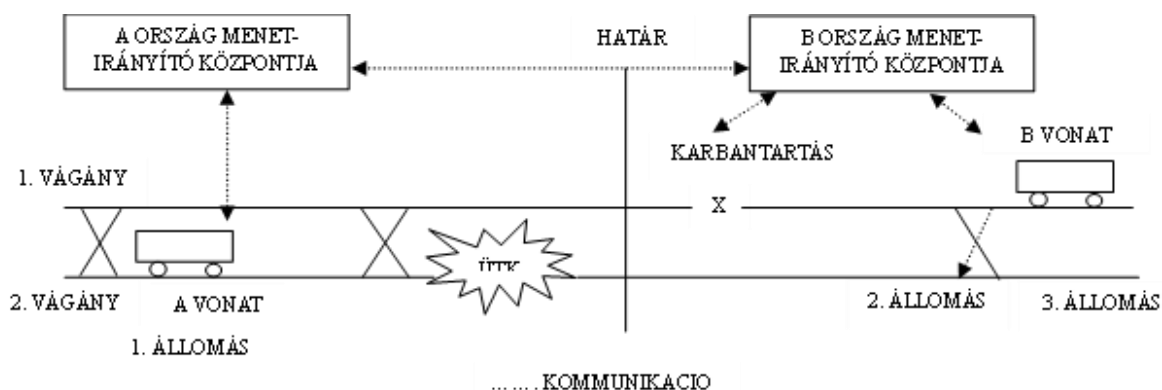 A ORSZÁG MENET-
IRÁNYÍTÓ KÖZPONTJA
HATÁR
B ORSZÁG MENET-
IRÁNYÍTÓ KÖZPONTJA
KARBANTARTÁS
B VONAT
1. VÁGÁNY
X
2. VÁGÁNY
A VONAT
2. ÁLLOMÁS
3. ÁLLOMÁS
1. ÁLLOMÁS
....... KOMMUNIKACIO